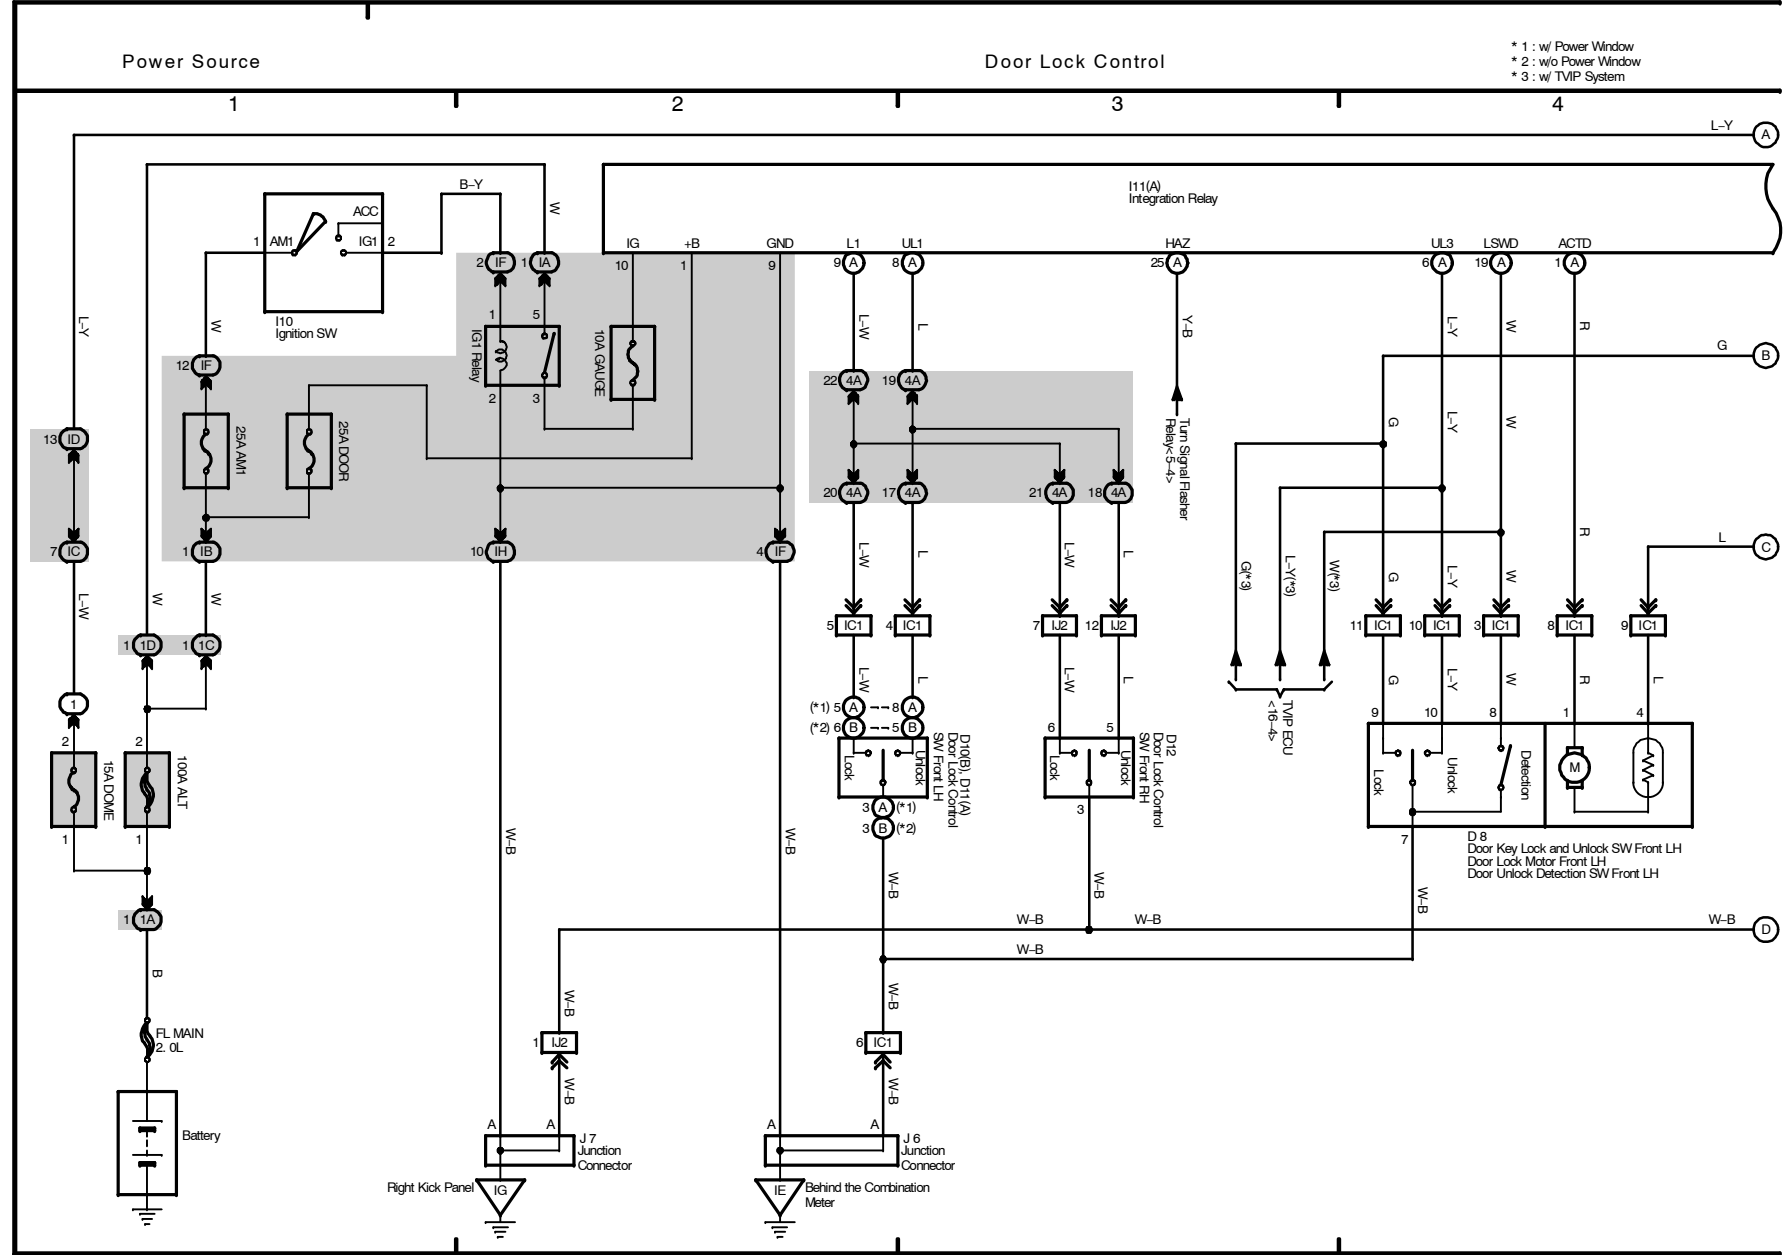 Power Source
Door Lock Control
* 1 : w/ Power Window
* 2 : w/o Power Window
* 3 : w/ TVIP System
1
2
3
4
L–Y
A
B–Y
W
I11(A)
Integration Relay
ACC
1
AM1
IG1
2
I10
Ignition SW
IG
+B
GND
L1
UL1
HAZ
UL3
LSWD
ACTD
2
IF
1
IA
10
1
9
9
A
8
A
25
A
6
A
19
A
1
A
L–Y
W
1
5
IG1 Relay
10A GAUGE
L–W
L
Y–B
L–Y
W
R
G
B
12
IF
2
3
22
4A
19
4A
Turn Signal Flasher
Relay<5–4>
G
L–Y
W
13
ID
25A AM1
25A DOOR
20
4A
17
4A
21
4A
18
4A
7
IC
1
IB
10
IH
4
IF
L–W
L
L–W
L
G(*3)
L–Y(*3)
W(*3)
G
L–Y
W
R
L
C
L–W
W
W
5
IC1
4
IC1
7
IJ2
12
IJ2
11
IC1
10
IC1
3
IC1
8
IC1
9
IC1
1
1D
1
1C
L–W
L
L–W
L
G
L–Y
W
R
L
TVIP ECU
<16–4>
1
(*1)
5
A
8
A
(*2)
6
B
5
B
6
5
9
10
8
1
4
2
2
15A DOME
100A ALT
Lock
Unlock
D10(B), D11(A)
Door Lock Control
SW Front LH
Lock
Unlock
D12
Door Lock Control
SW Front RH
Lock
Unlock
Detection
M
3
A
(*1)
3
B
(*2)
3
1
1
7
D 8
Door Key Lock and Unlock SW Front LH
Door Lock Motor Front LH
Door Unlock Detection SW Front LH
W–B
W–B
W–B
W–B
W–B
1
1A
W–B
W–B
W–B
D
W–B
B
W–B
W–B
FL MAIN
2. 0L
1
IJ2
6
IC1
W–B
W–B
Battery
A
A
J 7
Junction
Connector
A
A
J 6
Junction
Connector
Right Kick Panel
IG
IE
Behind the Combination
Meter